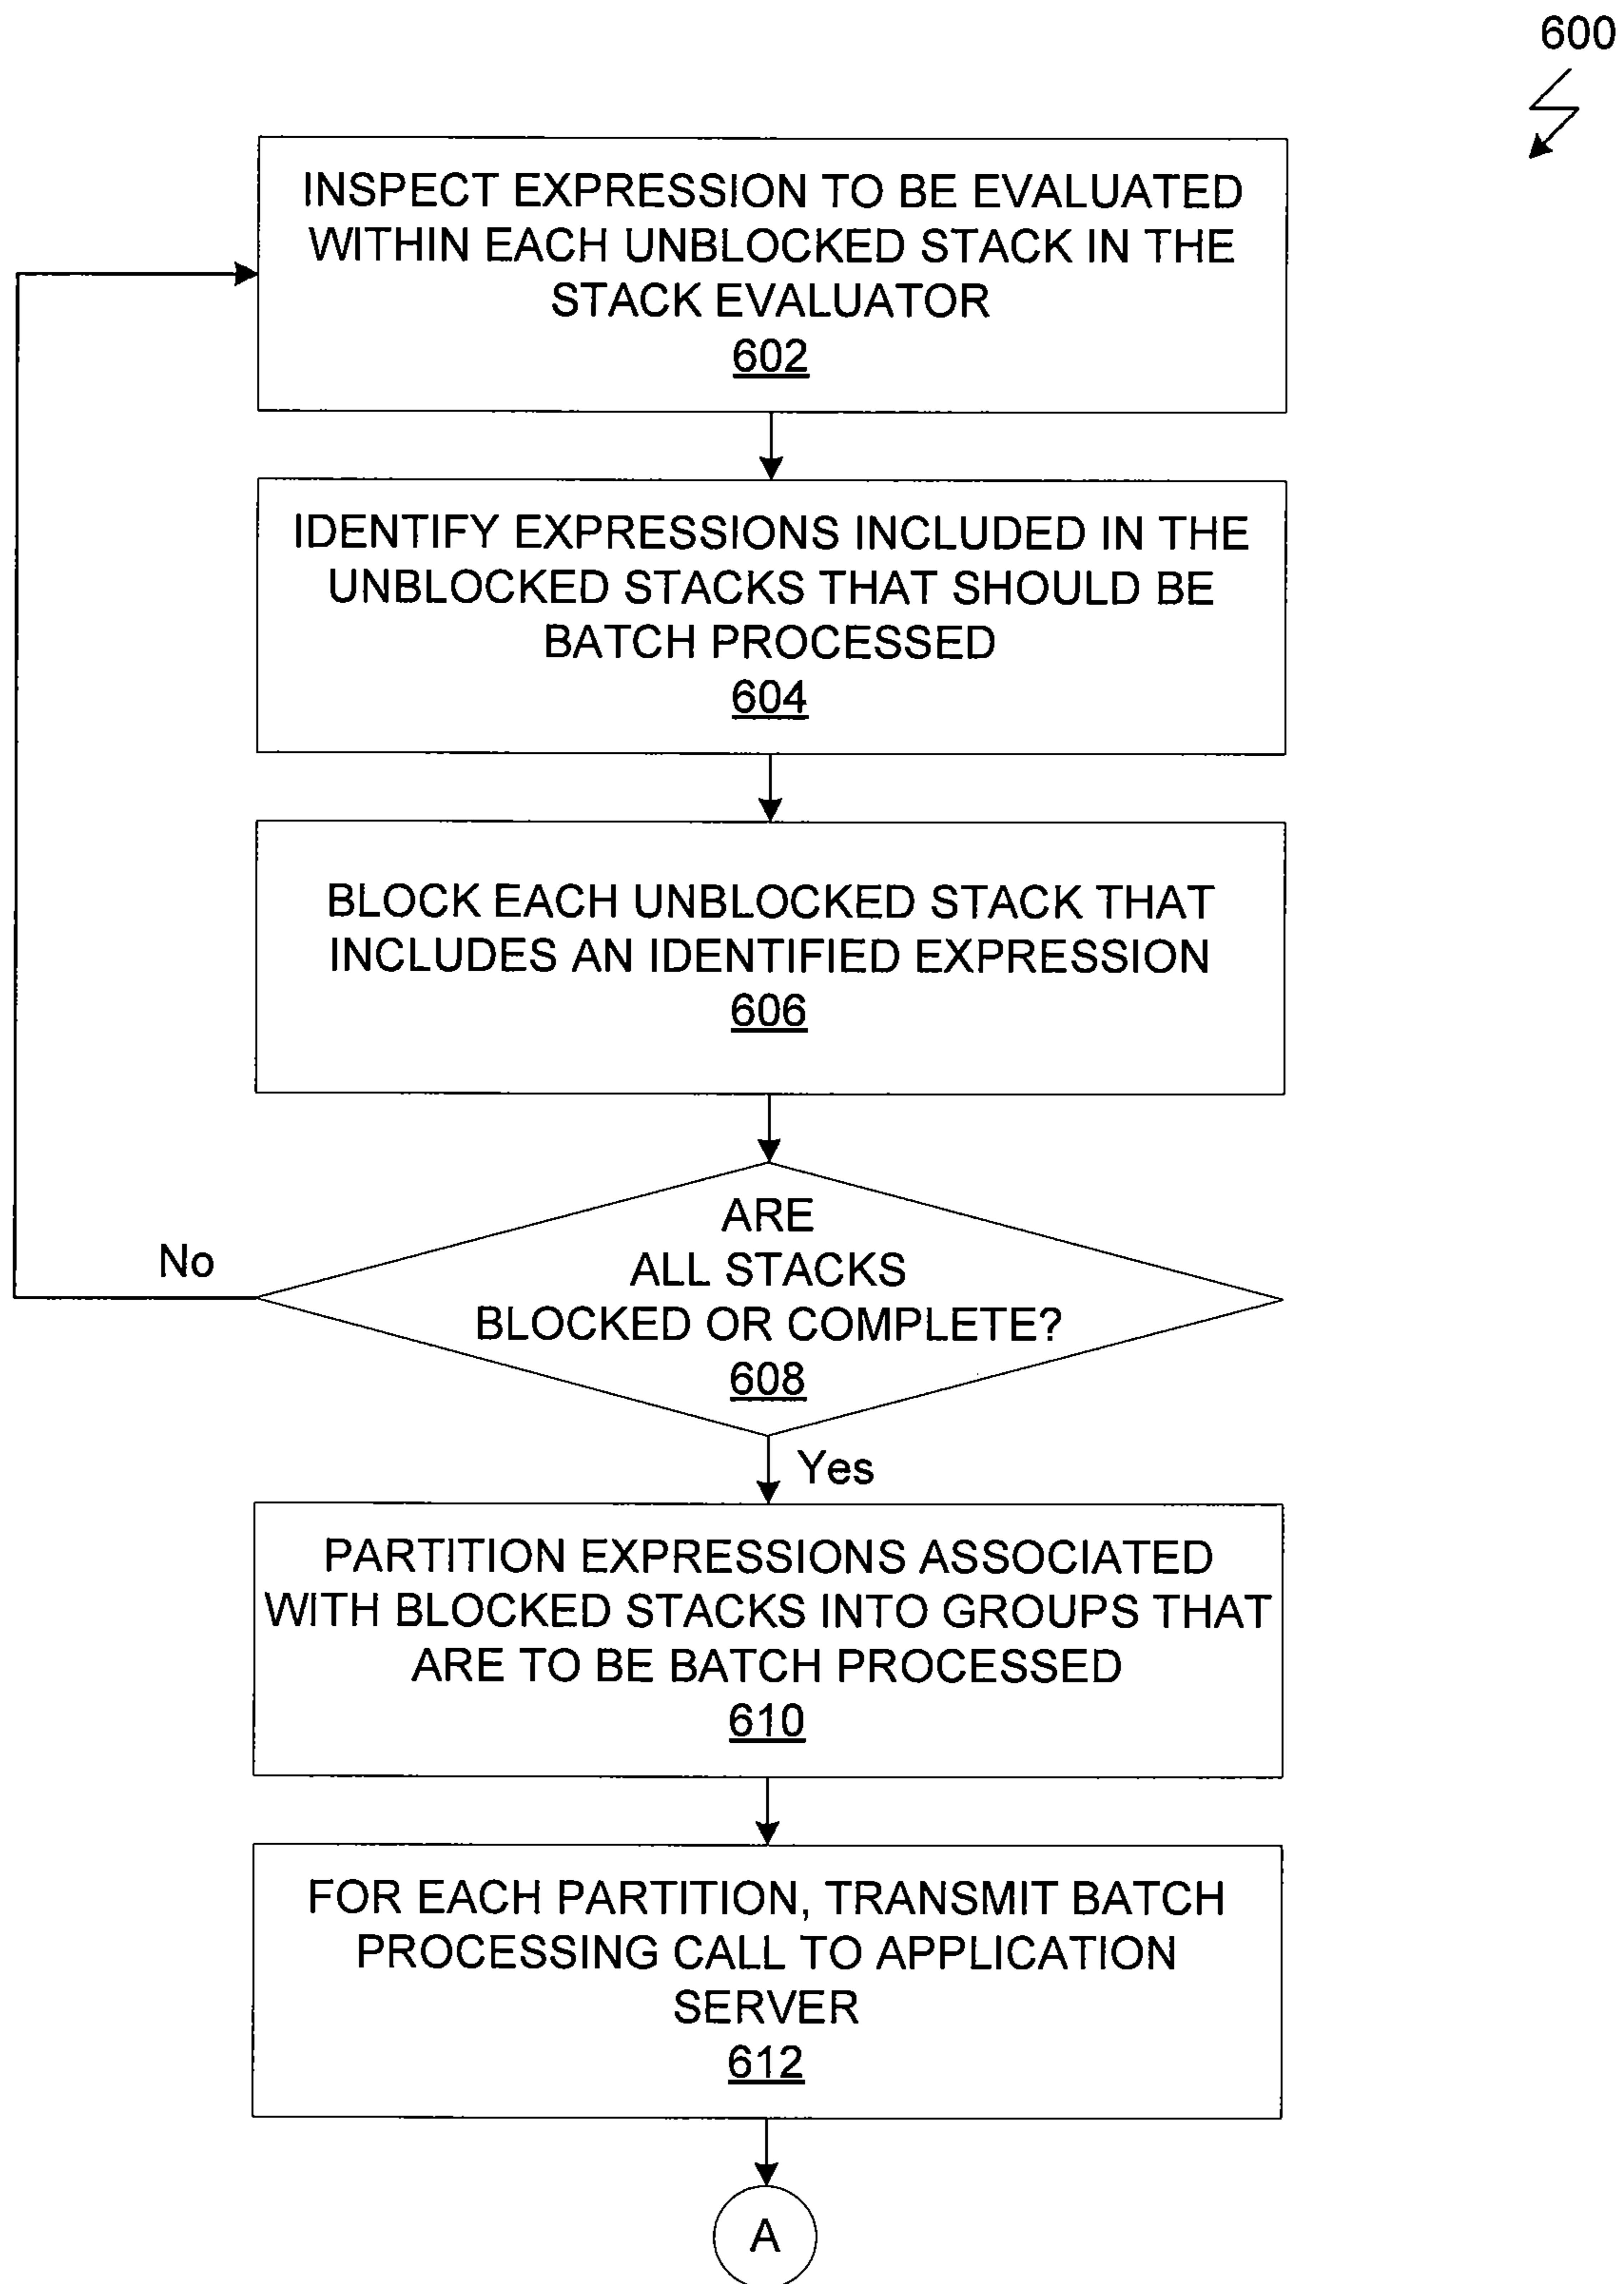 600
INSPECT EXPRESSION TO BE EVALUATED
WITHIN EACH UNBLOCKED STACK IN THE
STACK EVALUATOR
602
IDENTIFY EXPRESSIONS INCLUDED IN THE
UNBLOCKED STACKS THAT SHOULD BE
BATCH PROCESSED
604
BLOCK EACH UNBLOCKED STACK THAT
INCLUDES AN IDENTIFIED EXPRESSION
606
ARE
ALL STACKS
BLOCKED OR COMPLETE?
608
No
Yes
PARTITION EXPRESSIONS ASSOCIATED
WITH BLOCKED STACKS INTO GROUPS THAT
ARE TO BE BATCH PROCESSED
610
FOR EACH PARTITION, TRANSMIT BATCH
PROCESSING CALL TO APPLICATION
SERVER
612
A